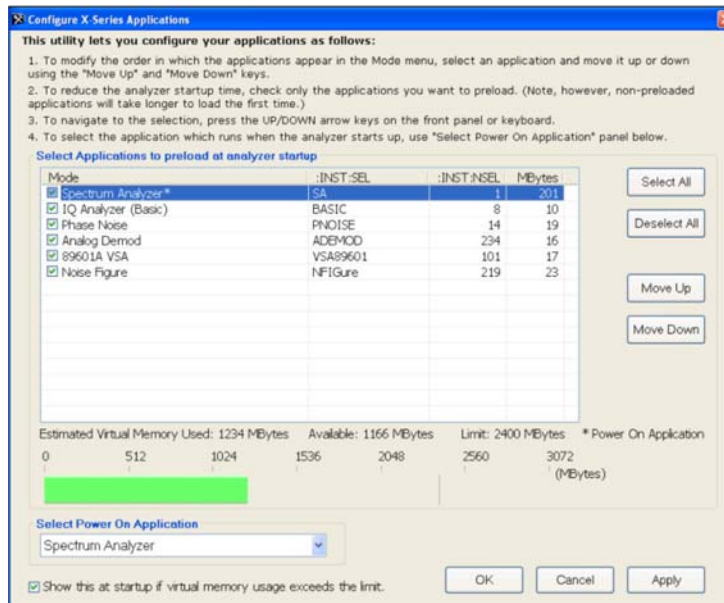 Configure X-Series Applications
This utility lets you configure your applications as follows:
1. To modify the order in which the applications appear in the Mode menu, select an application and move it up or down
using the "Move Up" and "Move Down" keys.
2. To reduce the analyzer startup time, check only the applications you want to preload. (Note, however, non-preloaded
applications will take longer to load the first time.)
3. To navigate to the selection, press the UP/DOWN arrow keys on the front panel or keyboard.
4. To select the application which runs when the analyzer starts up, use "Select Power On Application" panel below.
Select Applications to preload at analyzer startup
Mode :INST:SEL :INST:NSEL MBytes
Spectrum Analyzer* SA 1 201
IQ Analyzer (Basic) BASIC 8 10
Phase Noise PNOISE 14 19
Analog Demod ADEMOD 234 16
89601A VSA VSA89601 101 17
Noise Figure NFIGure 219 23
Select All
Deselect All
Move Up
Move Down
Estimated Virtual Memory Used: 1234 MBytes Available: 1166 MBytes Limit: 2400 MBytes * Power On Application
0 512 1024 1536 2048 2560 3072
(MBytes)
Select Power On Application
Spectrum Analyzer
Show this at startup if virtual memory usage exceeds the limit.
OK Cancel Apply